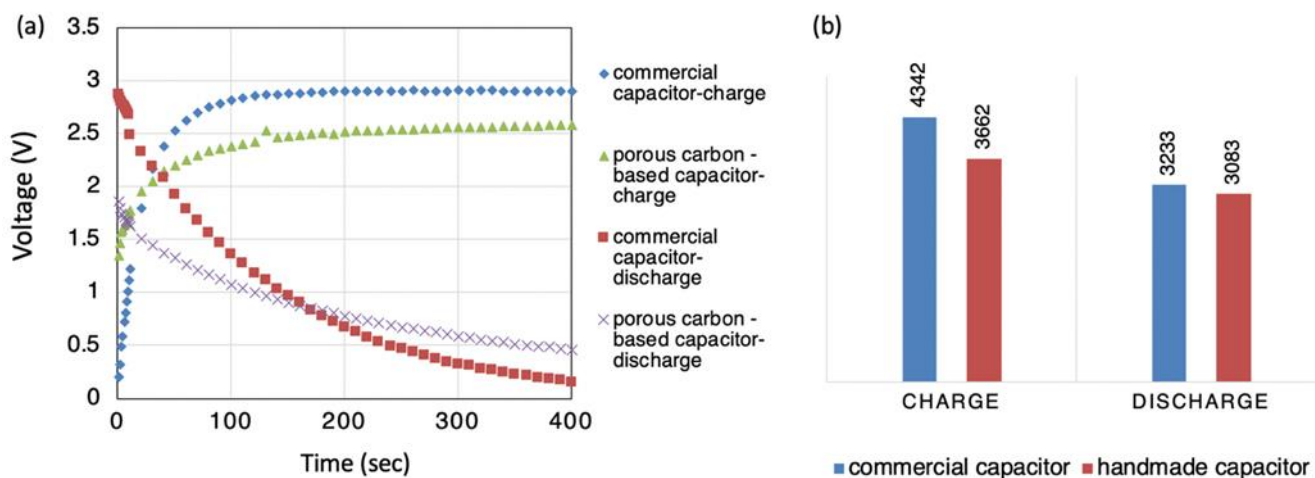 (a)
3.5
3
2.5
2
1.5
1
0.5
0
Voltage (V)
0 100 200 300 400
Time (sec)
commercial
capacitor-charge
porous carbon -
based capacitor-
charge
commercial
capacitor-
discharge
porous carbon -
based capacitor-
discharge
(b)
4342
3662
3233
3083
CHARGE DISCHARGE
commercial capacitor handmade capacitor